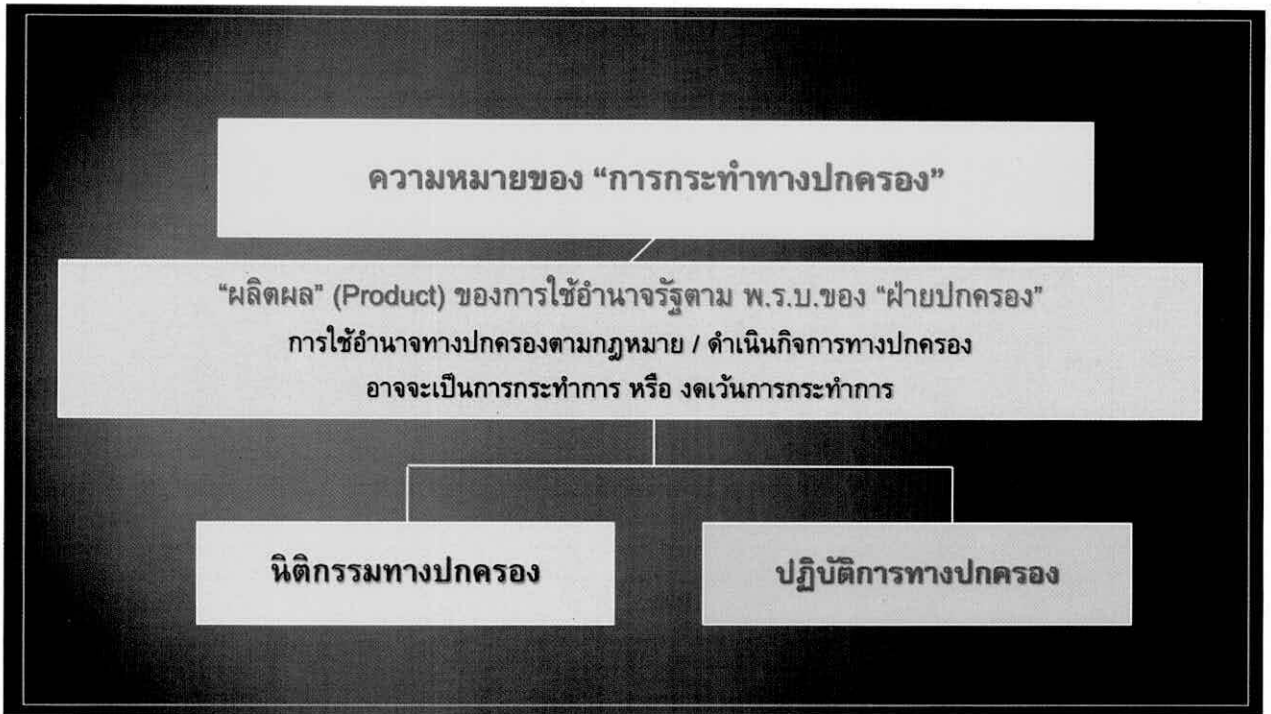 ความหมายของ “การกระทำทางปกครอง”
“ผลิตผล” (Product) ของการใช้อำนาจรัฐตาม พ.ร.บ.ของ “ฝ่ายปกครอง”
การใช้อำนาจทางปกครองตามกฎหมาย / ดำเนินกิจการทางปกครอง
อาจจะเป็นการกระทำการ หรือ งดเว้นการกระทำการ
นิติกรรมทางปกครอง
ปฏิบัติการทางปกครอง